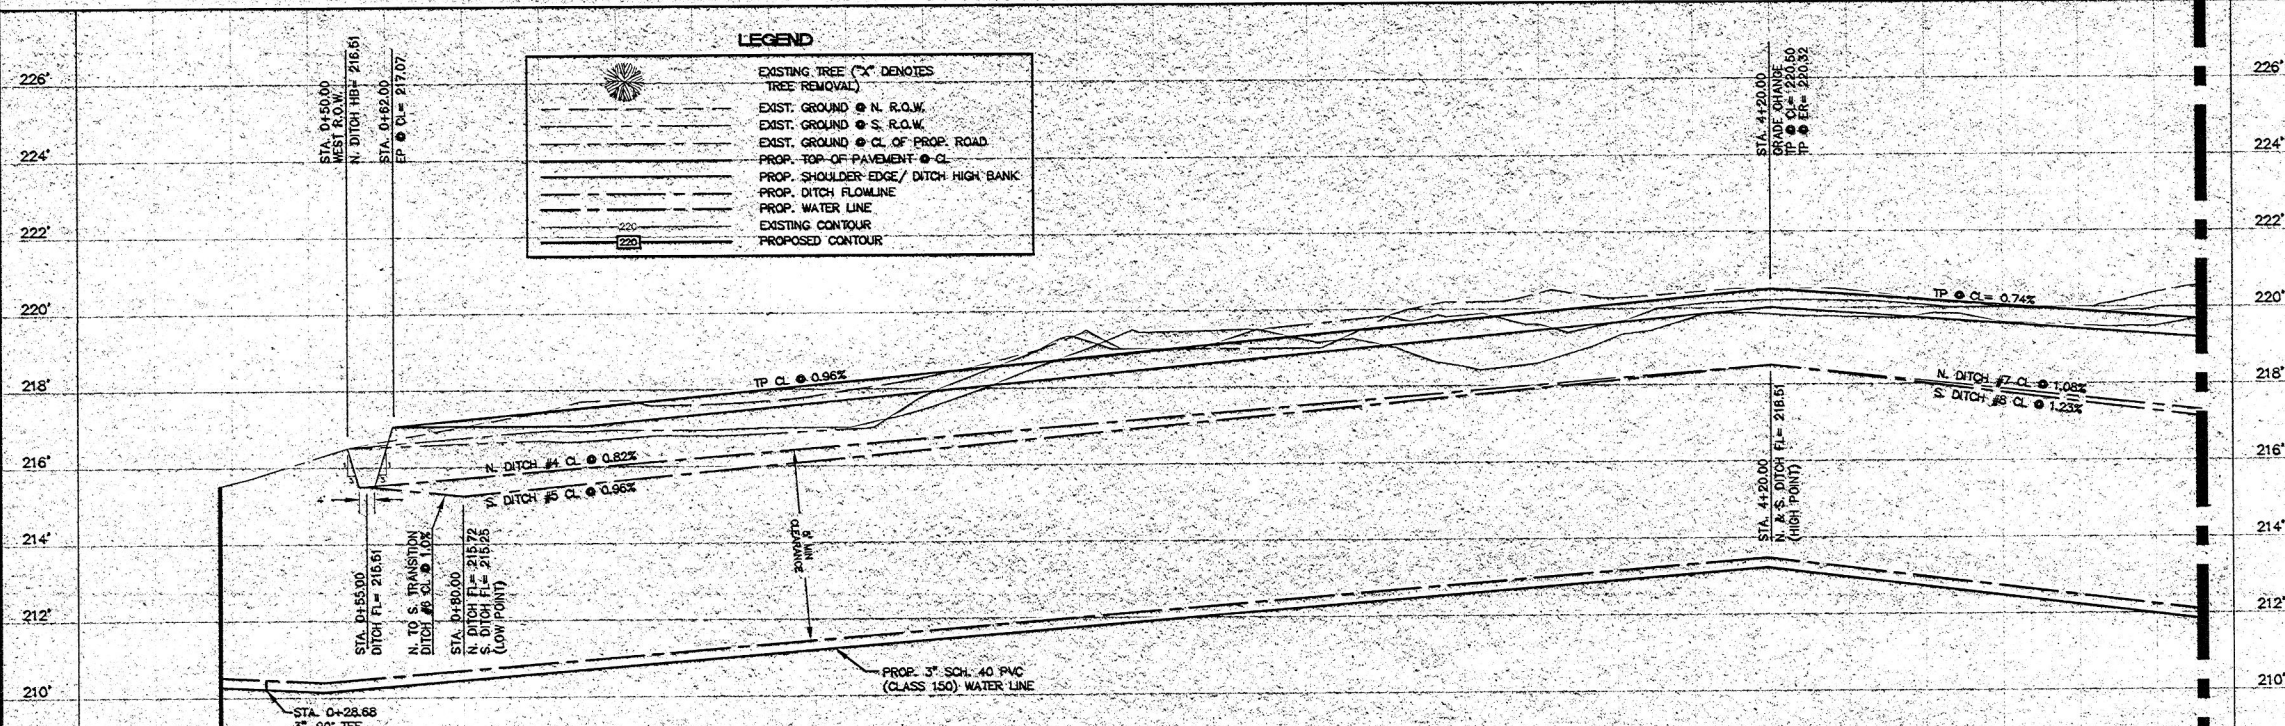 LEGEND
EXISTING TREE ("X" DENOTES
TREE REMOVAL)
EXIST. GROUND @ N. R.O.W.
EXIST. GROUND @ S. R.O.W.
EXIST. GROUND @ CL OF PROP. ROAD
PROP. TOP OF PAVEMENT @ CL
PROP. SHOULDER EDGE/ DITCH HIGH BANK
PROP. DITCH FLOWLINE
PROP. WATER LINE
220 EXISTING CONTOUR
220 PROPOSED CONTOUR
226'
224'
222'
220'
218'
216'
214'
212'
210'
STA. 0+50.00
WEST R.O.W.
N. DITCH HB= 216.51
STA. 0+62.00
EP @ CL= 217.07
STA. 4+20.00
GRADE CHANGE
TP @ CL= 220.50
TP @ ER= 220.32
TP CL @ 0.96%
TP @ CL= 0.74%
N. DITCH #4 CL @ 0.82%
S. DITCH #5 CL @ 0.96%
N. DITCH #7 CL @ 1.08%
S. DITCH #8 CL @ 1.23%
STA. 0+55.00
DITCH FL= 215.51
N. TO S. TRANSITION
DITCH #6 CL @ 1.0%
STA. 0+80.00
N. DITCH FL= 215.72
S. DITCH FL= 215.25
(LOW POINT)
MIN
CLEARANCE
STA. 4+20.00
N. & S. DITCH FL= 218.51
(HIGH POINT)
PROP. 3" SCH. 40 PVC
(CLASS 150) WATER LINE
STA. 0+28.68
3" 90° TEE
226'
224'
222'
220'
218'
216'
214'
212'
210'